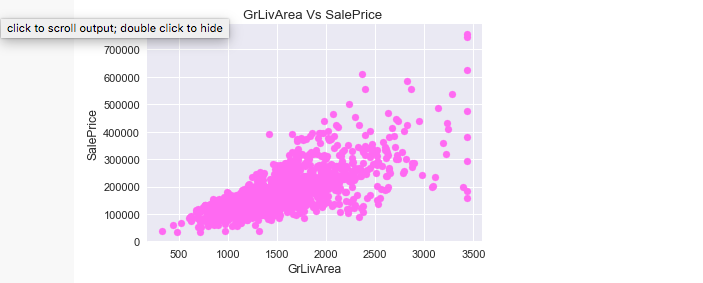 GrLivArea Vs SalePrice
click to scroll output; double click to hide
700000
600000
500000
400000
300000
200000
100000
0
SalePrice
500 1000 1500 2000 2500 3000 3500
GrLivArea